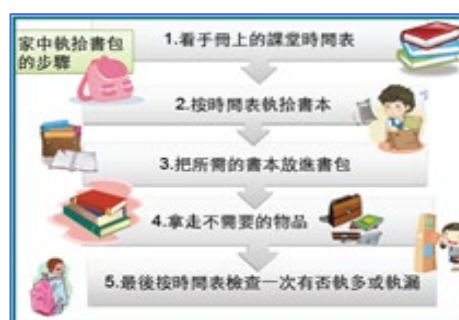 家中執拾書包
的步驟
1.看手冊上的課堂時間表
2.按時間表執拾書本
3.把所需的書本放進書包
4.拿走不需要的物品
5.最後按時間表檢查一次有否執多或執漏